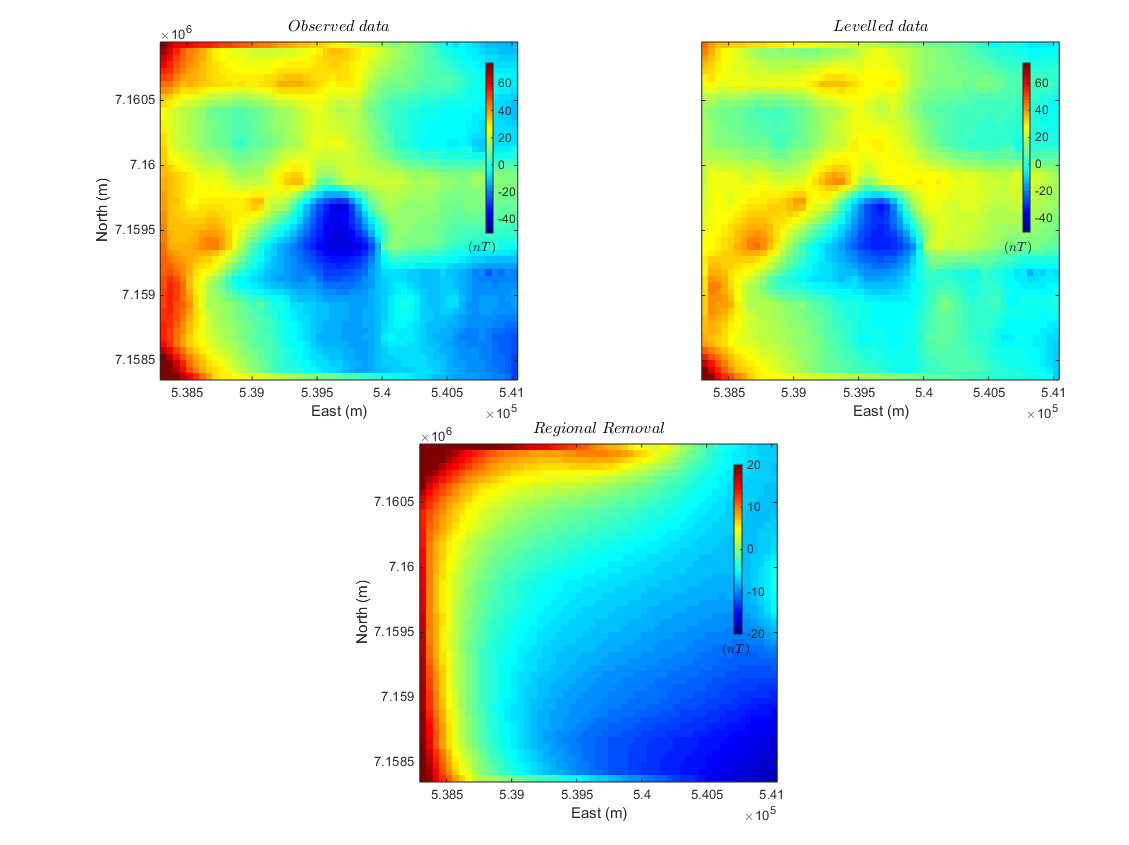 Observed data
×10⁶
7.1605
7.16
7.1595
7.159
7.1585
North (m)
60
40
20
0
-20
-40
(nT)
5.385 5.39 5.395 5.4 5.405 5.41
East (m)
×10⁵
Levelled data
60
40
20
0
-20
-40
(nT)
5.385 5.39 5.395 5.4 5.405 5.41
East (m)
×10⁵
Regional Removal
×10⁶
7.1605
7.16
7.1595
7.159
7.1585
North (m)
20
10
0
-10
-20
(nT)
5.385 5.39 5.395 5.4 5.405 5.41
East (m)
×10⁵